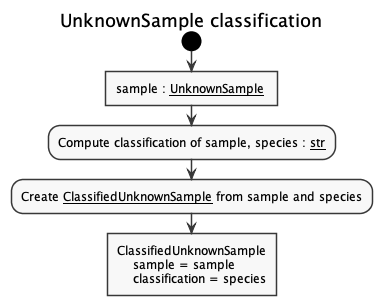 UnknownSample classification
sample : UnknownSample
Compute classification of sample, species : str
Create ClassifiedUnknownSample from sample and species
ClassifiedUnknownSample
sample = sample
classification = species